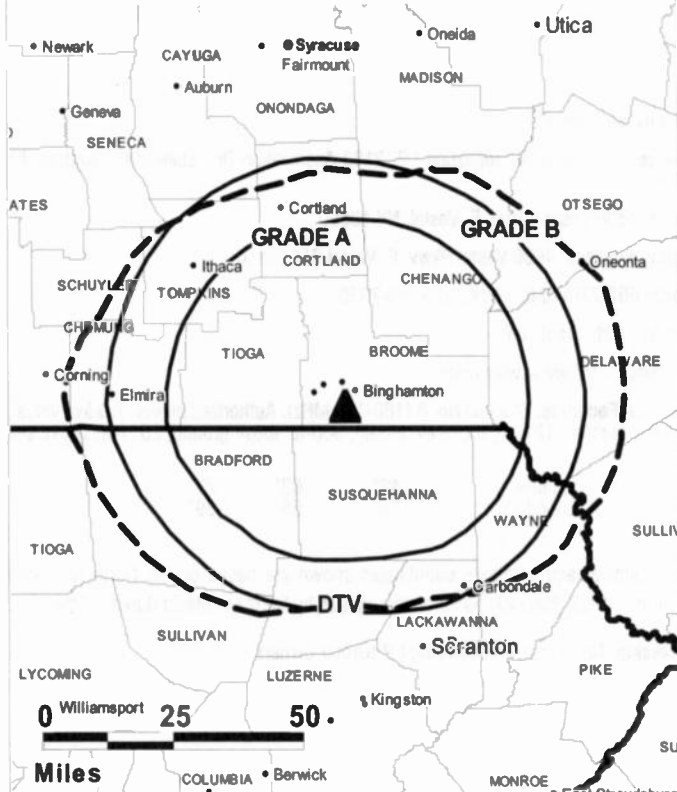 Utica
Oneida
Newark
Syracuse
CAYUGA
Fairmount
MADISON
Auburn
ONONDAGA
Geneva
SENECA
ATES
OTSEGO
Cortland
GRADE B
GRADE A
CORTLAND
Oneonta
Ithaca
CHENANGO
SCHUYLER
TOMPKINS
CHEMUNG
TIOGA
BROOME
DELAWARE
Corning
Elmira
Binghamton
BRADFORD
SUSQUEHANNA
WAYNE
SULLIV
TIOGA
Carbondale
DTV
LACKAWANNA
SULLIVAN
Scranton
LYCOMING
LUZERNE
PIKE
Kingston
Williamsport
0 25 50
Miles
SU
COLUMBIA
Berwick
MONROE